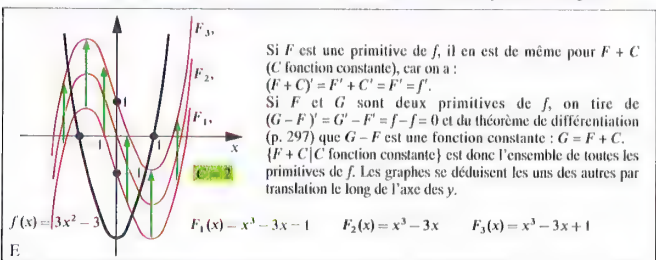 F₃,
F₂,
F₁,
1
1
1
1
x
C = 2
f(x) = 3x² – 3
E
Si F est une primitive de f, il en est de même pour F + C
(C fonction constante), car on a :
(F + C)' = F' + C' = F' = f'.
Si F et G sont deux primitives de f, on tire de
(G – F )' = G' – F' = f – f = 0 et du théorème de différentiation
(p. 297) que G – F est une fonction constante : G = F + C.
{F + C|C fonction constante} est donc l'ensemble de toutes les
primitives de f. Les graphes se déduisent les uns des autres par
translation le long de l'axe des y.
F₁(x) – x³ – 3x – 1 F₂(x) = x³ – 3x F₃(x) = x³ – 3x + 1